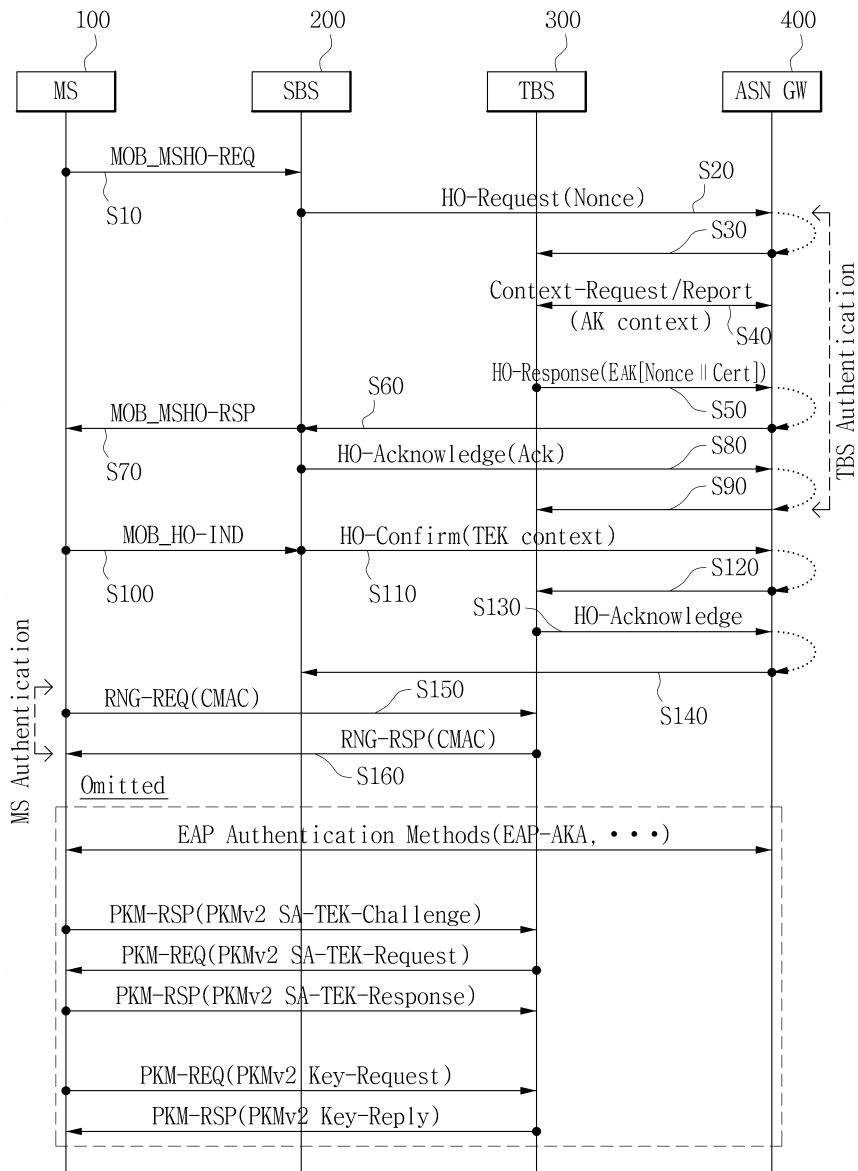 100 200 300 400
MS SBS TBS ASN GW
MOB_MSHO-REQ
S10
S20
HO-Request(Nonce)
S30
Context-Request/Report
(AK context)
S40
HO-Response(EAK[Nonce||Cert])
S50
S60
MOB_MSHO-RSP
S70
S80
HO-Acknowledge(Ack)
S90
TBS Authentication
MOB_HO-IND
S100
HO-Confirm(TEK context)
S110
S120
S130
HO-Acknowledge
S140
MS Authentication
RNG-REQ(CMAC)
S150
RNG-RSP(CMAC)
S160
Omitted
EAP Authentication Methods(EAP-AKA, ･･･)
PKM-RSP(PKMv2 SA-TEK-Challenge)
PKM-REQ(PKMv2 SA-TEK-Request)
PKM-RSP(PKMv2 SA-TEK-Response)
PKM-REQ(PKMv2 Key-Request)
PKM-RSP(PKMv2 Key-Reply)